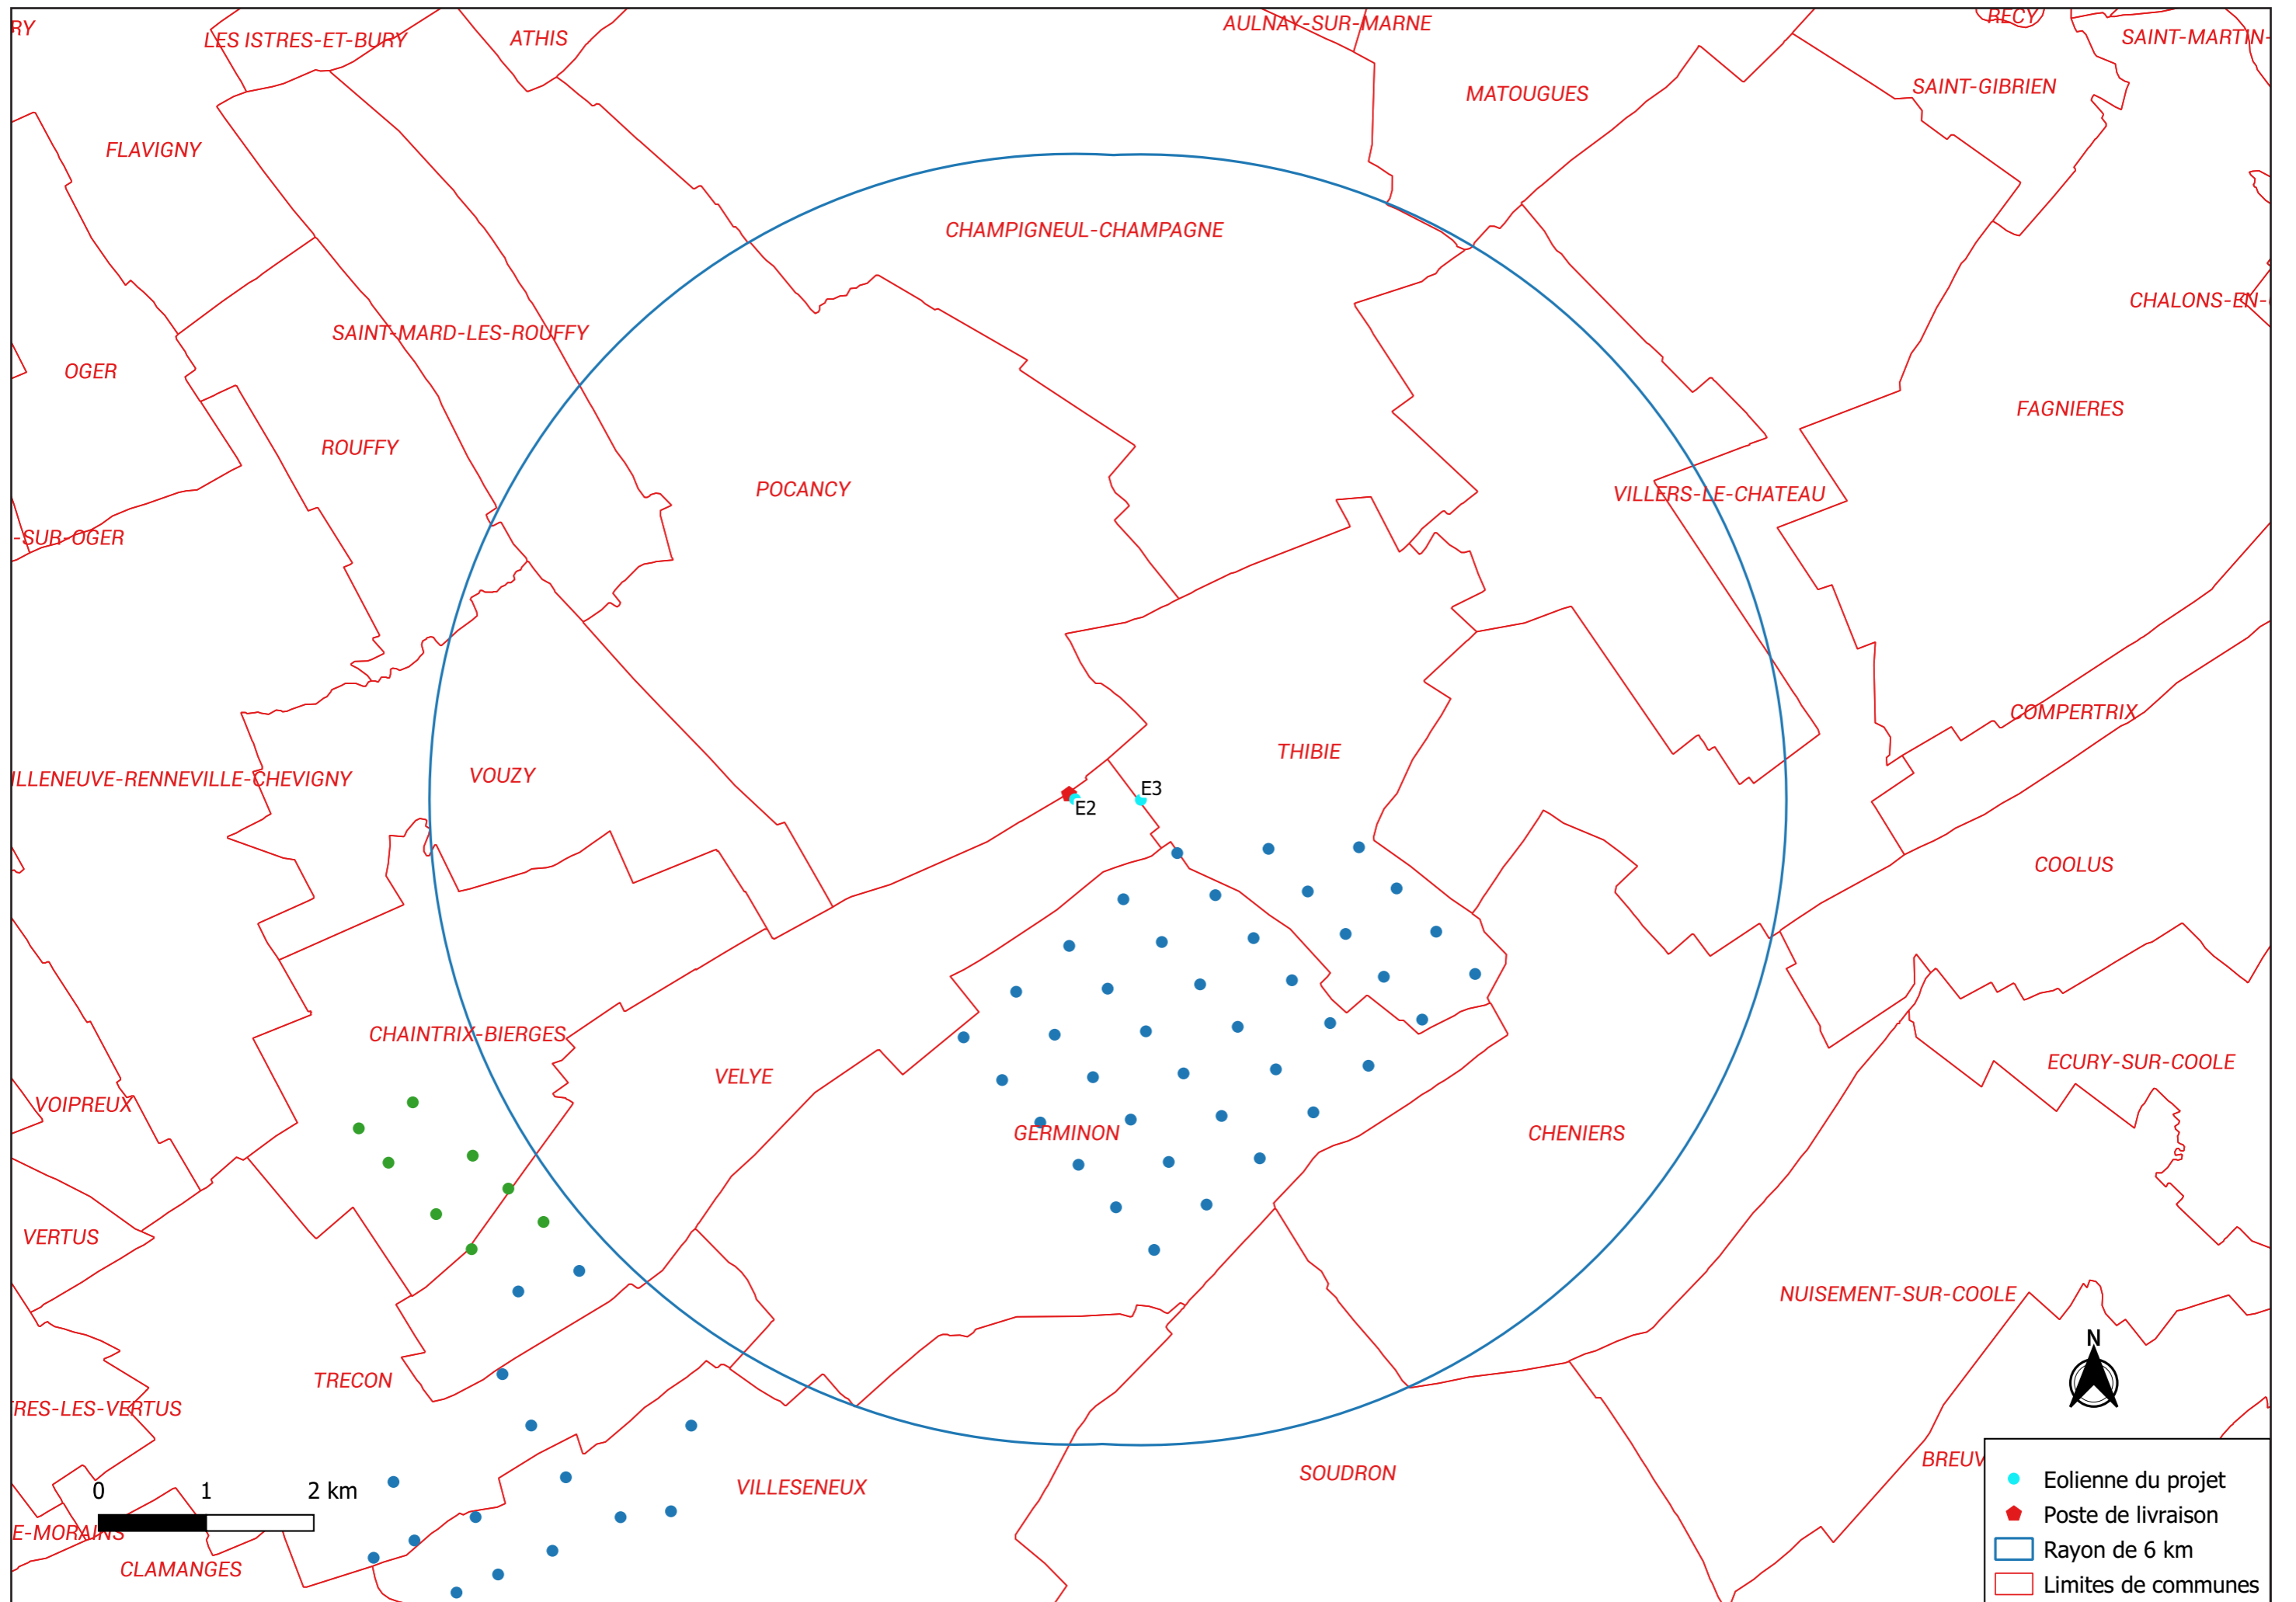 RY
LES ISTRES-ET-BURY
ATHIS
AULNAY-SUR-MARNE
RECY
SAINT-MARTIN-
MATOUGUES
SAINT-GIBRIEN
FLAVIGNY
CHAMPIGNEUL-CHAMPAGNE
CHALONS-EN-
SAINT-MARD-LES-ROUFFY
OGER
FAGNIERES
ROUFFY
POCANCY
VILLERS-LE-CHATEAU
-SUR-OGER
COMPERTRIX
THIBIE
ILLENEUVE-RENNEVILLE-CHEVIGNY
VOUZY
E3
E2
COOLUS
CHAINTRIX-BIERGES
ECURY-SUR-COOLE
VELYE
VOIPREUX
GERMINON
CHENIERS
VERTUS
NUISEMENT-SUR-COOLE
N
TRECON
RES-LES-VERTUS
BREUV
SOUDRON
VILLESENEUX
0 1 2 km
E-MORAINS
CLAMANGES
Eolienne du projet
Poste de livraison
Rayon de 6 km
Limites de communes